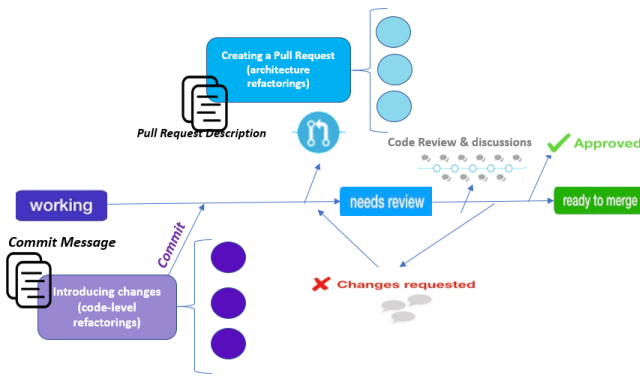 Creating a Pull Request
(architecture
refactorings)
Pull Request Description
Code Review & discussions
Approved
working
needs review
ready to merge
Commit Message
Commit
Changes requested
Introducing changes
(code-level
refactorings)